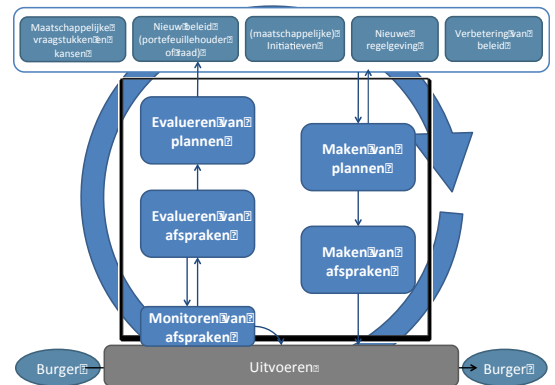 Maatschappelijke
vraagstukken en
kansen
Nieuw beleid
(portefeuillehouder
of raad)
(maatschappelijke)
Initiatieven
Nieuwe
regelgeving
Verbetering van
beleid
Evalueren van
plannen
Maken van
plannen
Evalueren van
afspraken
Maken van
afspraken
Monitoren van
afspraken
Burger
Uitvoeren
Burger